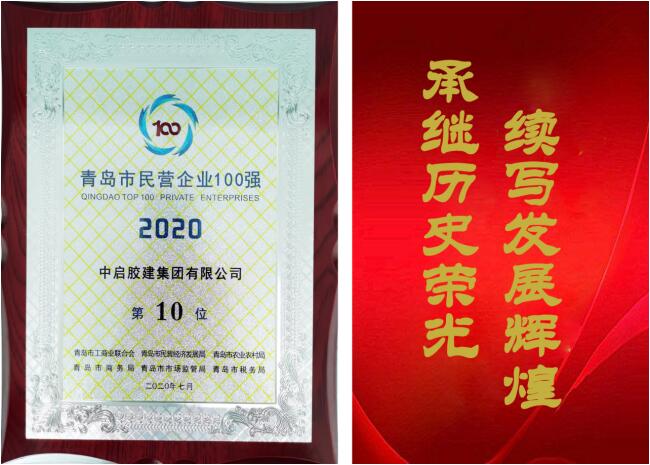 100
青岛市民营企业100强
QINGDAO TOP 100 PRIVATE ENTERPRISES
2020
中启胶建集团有限公司
第 10 位
青岛市工商业联合会 青岛市民营经济发展局 青岛市农业农村局
青岛市商务局 青岛市市场监管局 青岛市税务局
二〇二〇年七月
承继历史荣光
续写发展辉煌